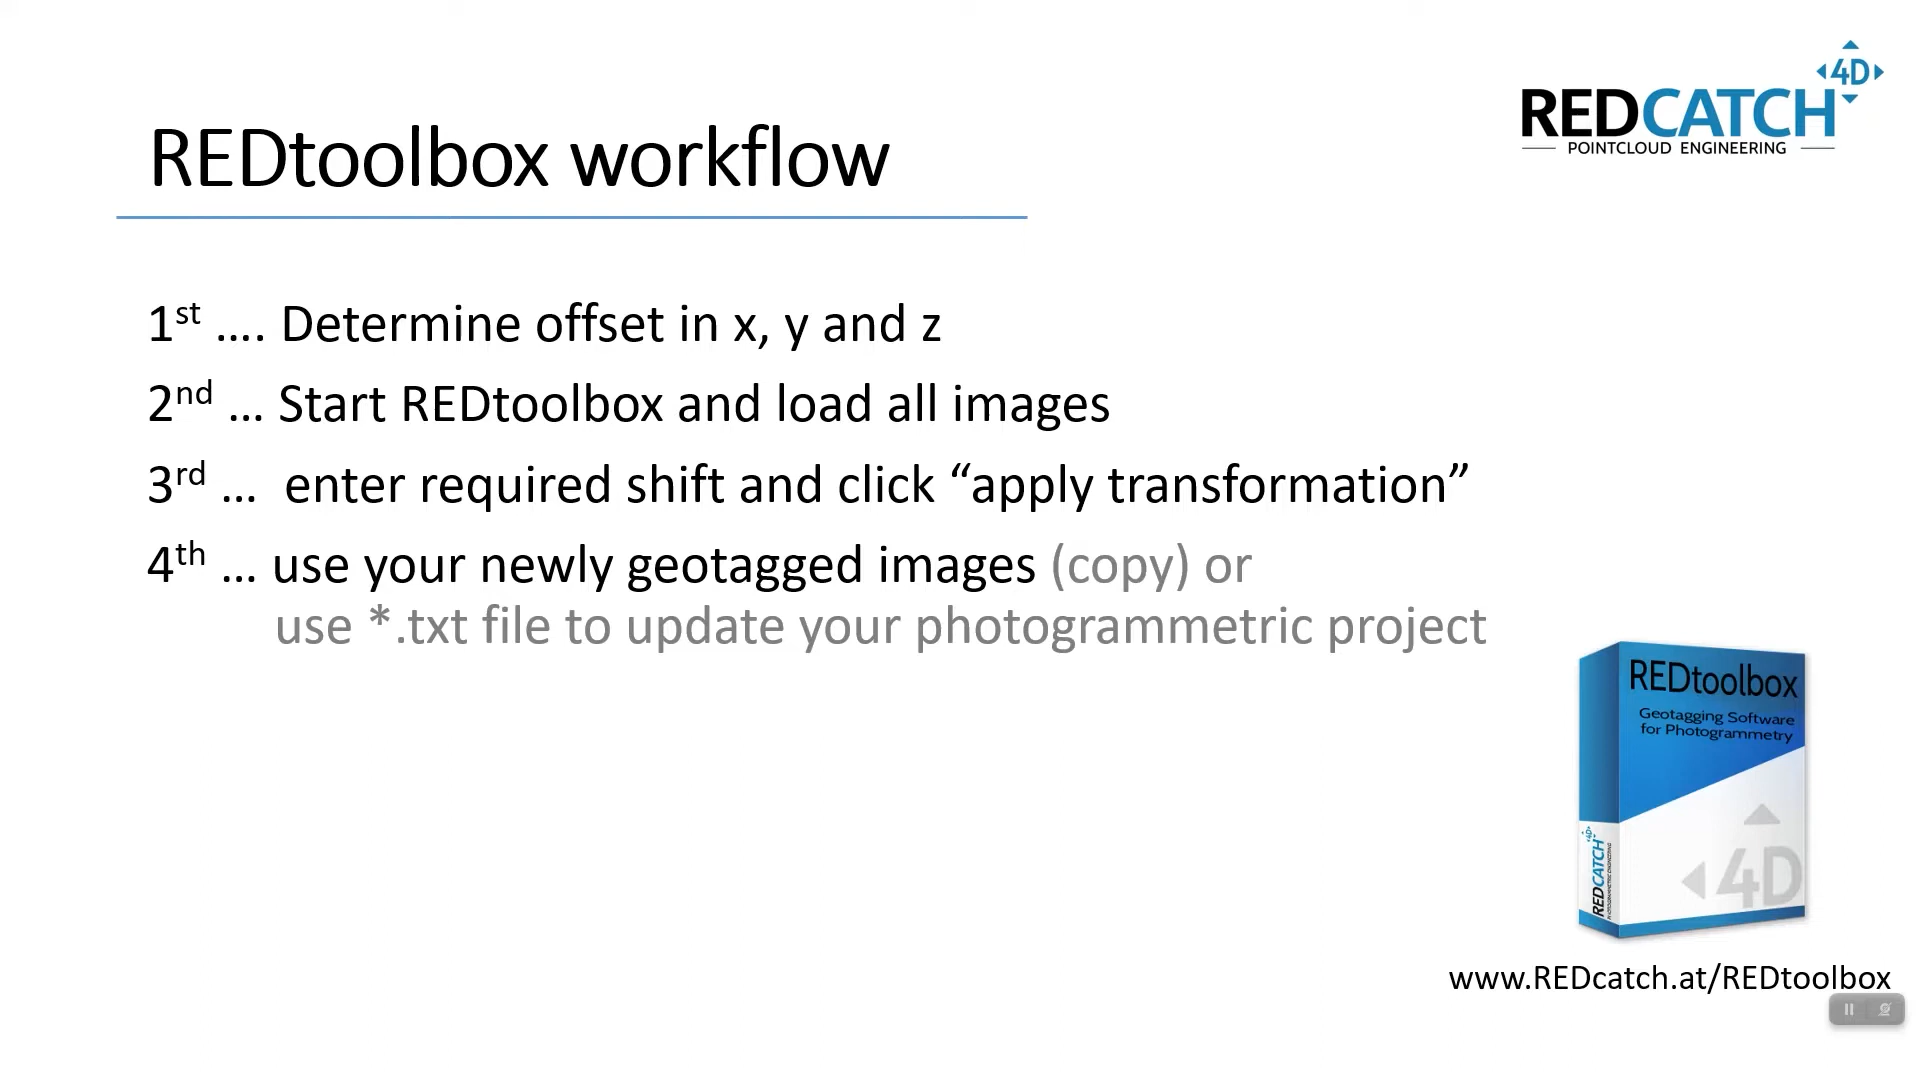 4D
REDCATCH
POINTCLOUD ENGINEERING
REDtoolbox workflow
1st …. Determine offset in x, y and z
2nd … Start REDtoolbox and load all images
3rd … enter required shift and click “apply transformation”
4th … use your newly geotagged images (copy) or
use *.txt file to update your photogrammetric project
REDtoolbox
Geotagging Software
for Photogrammetry
4D
4D
REDCATCH
www.REDcatch.at/REDtoolbox